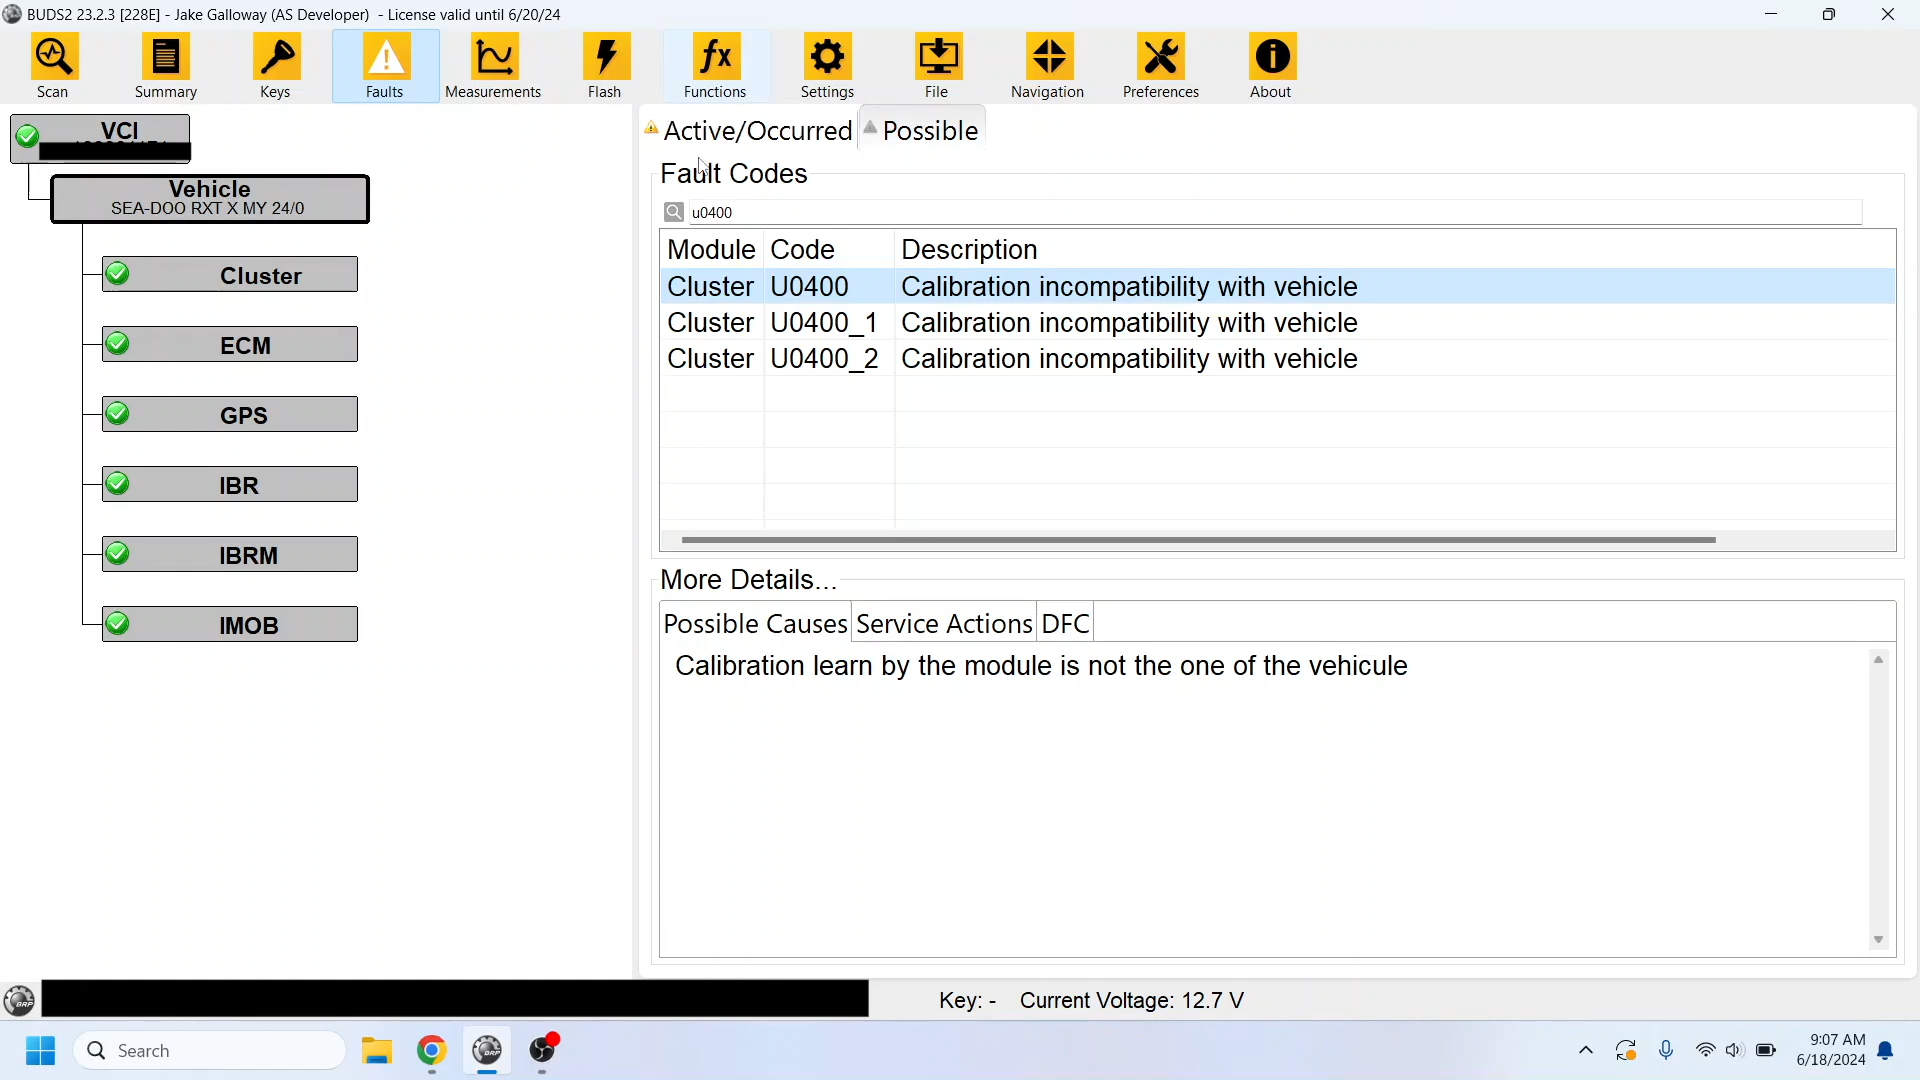 BUDS2 23.2.3 [228E] - Jake Galloway (AS Developer)  - License valid until 6/20/24
Scan Summary Keys Faults Measurements Flash Functions Settings File Navigation Preferences About
VCI
Vehicle
SEA-DOO RXT X MY 24/0
Cluster
ECM
GPS
IBR
IBRM
IMOB
Active/Occurred Possible
Fault Codes
u0400
Module Code Description
Cluster U0400 Calibration incompatibility with vehicle
Cluster U0400_1 Calibration incompatibility with vehicle
Cluster U0400_2 Calibration incompatibility with vehicle
More Details...
Possible Causes Service Actions DFC
Calibration learn by the module is not the one of the vehicule
BRP Key: - Current Voltage: 12.7 V
Search BRP 9:07 AM
6/18/2024